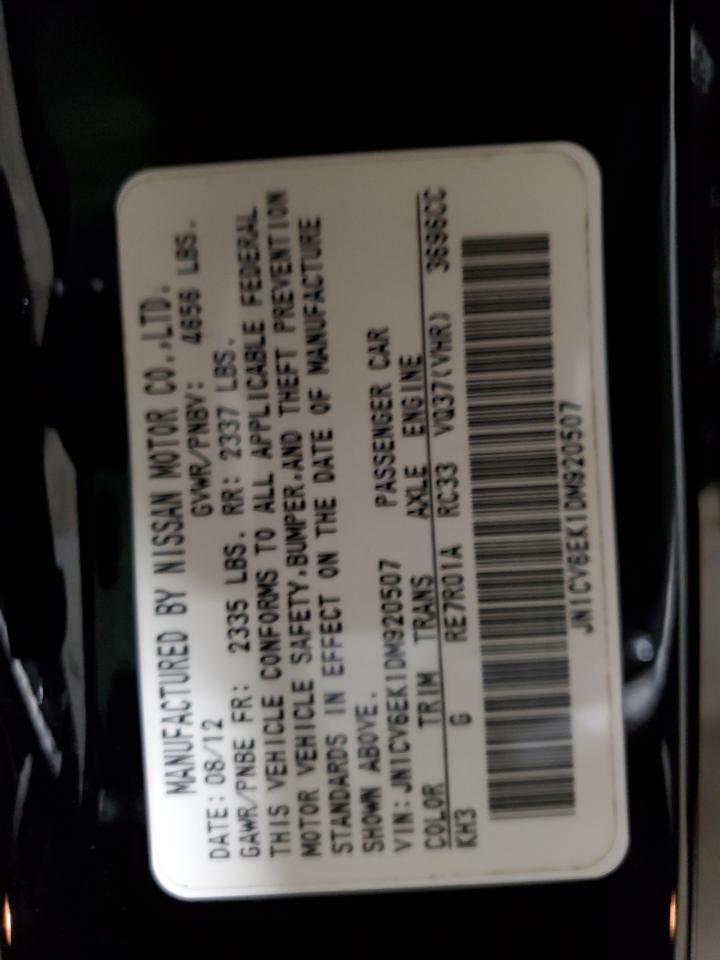 MANUFACTURED BY NISSAN MOTOR CO.,LTD.
DATE: 08/12 GVWR/PNBV: 4656 LBS.
GAWR/PNBE FR: 2335 LBS. RR: 2337 LBS.
THIS VEHICLE CONFORMS TO ALL APPLICABLE FEDERAL
MOTOR VEHICLE SAFETY,BUMPER,AND THEFT PREVENTION
STANDARDS IN EFFECT ON THE DATE OF MANUFACTURE
SHOWN ABOVE.
VIN:JN1CV6EK1DM920507 PASSENGER CAR
COLOR TRIM TRANS AXLE ENGINE
KH3 G RE7R01A RC33 VQ37(VHR) 3696CC
JN1CV6EK1DM920507